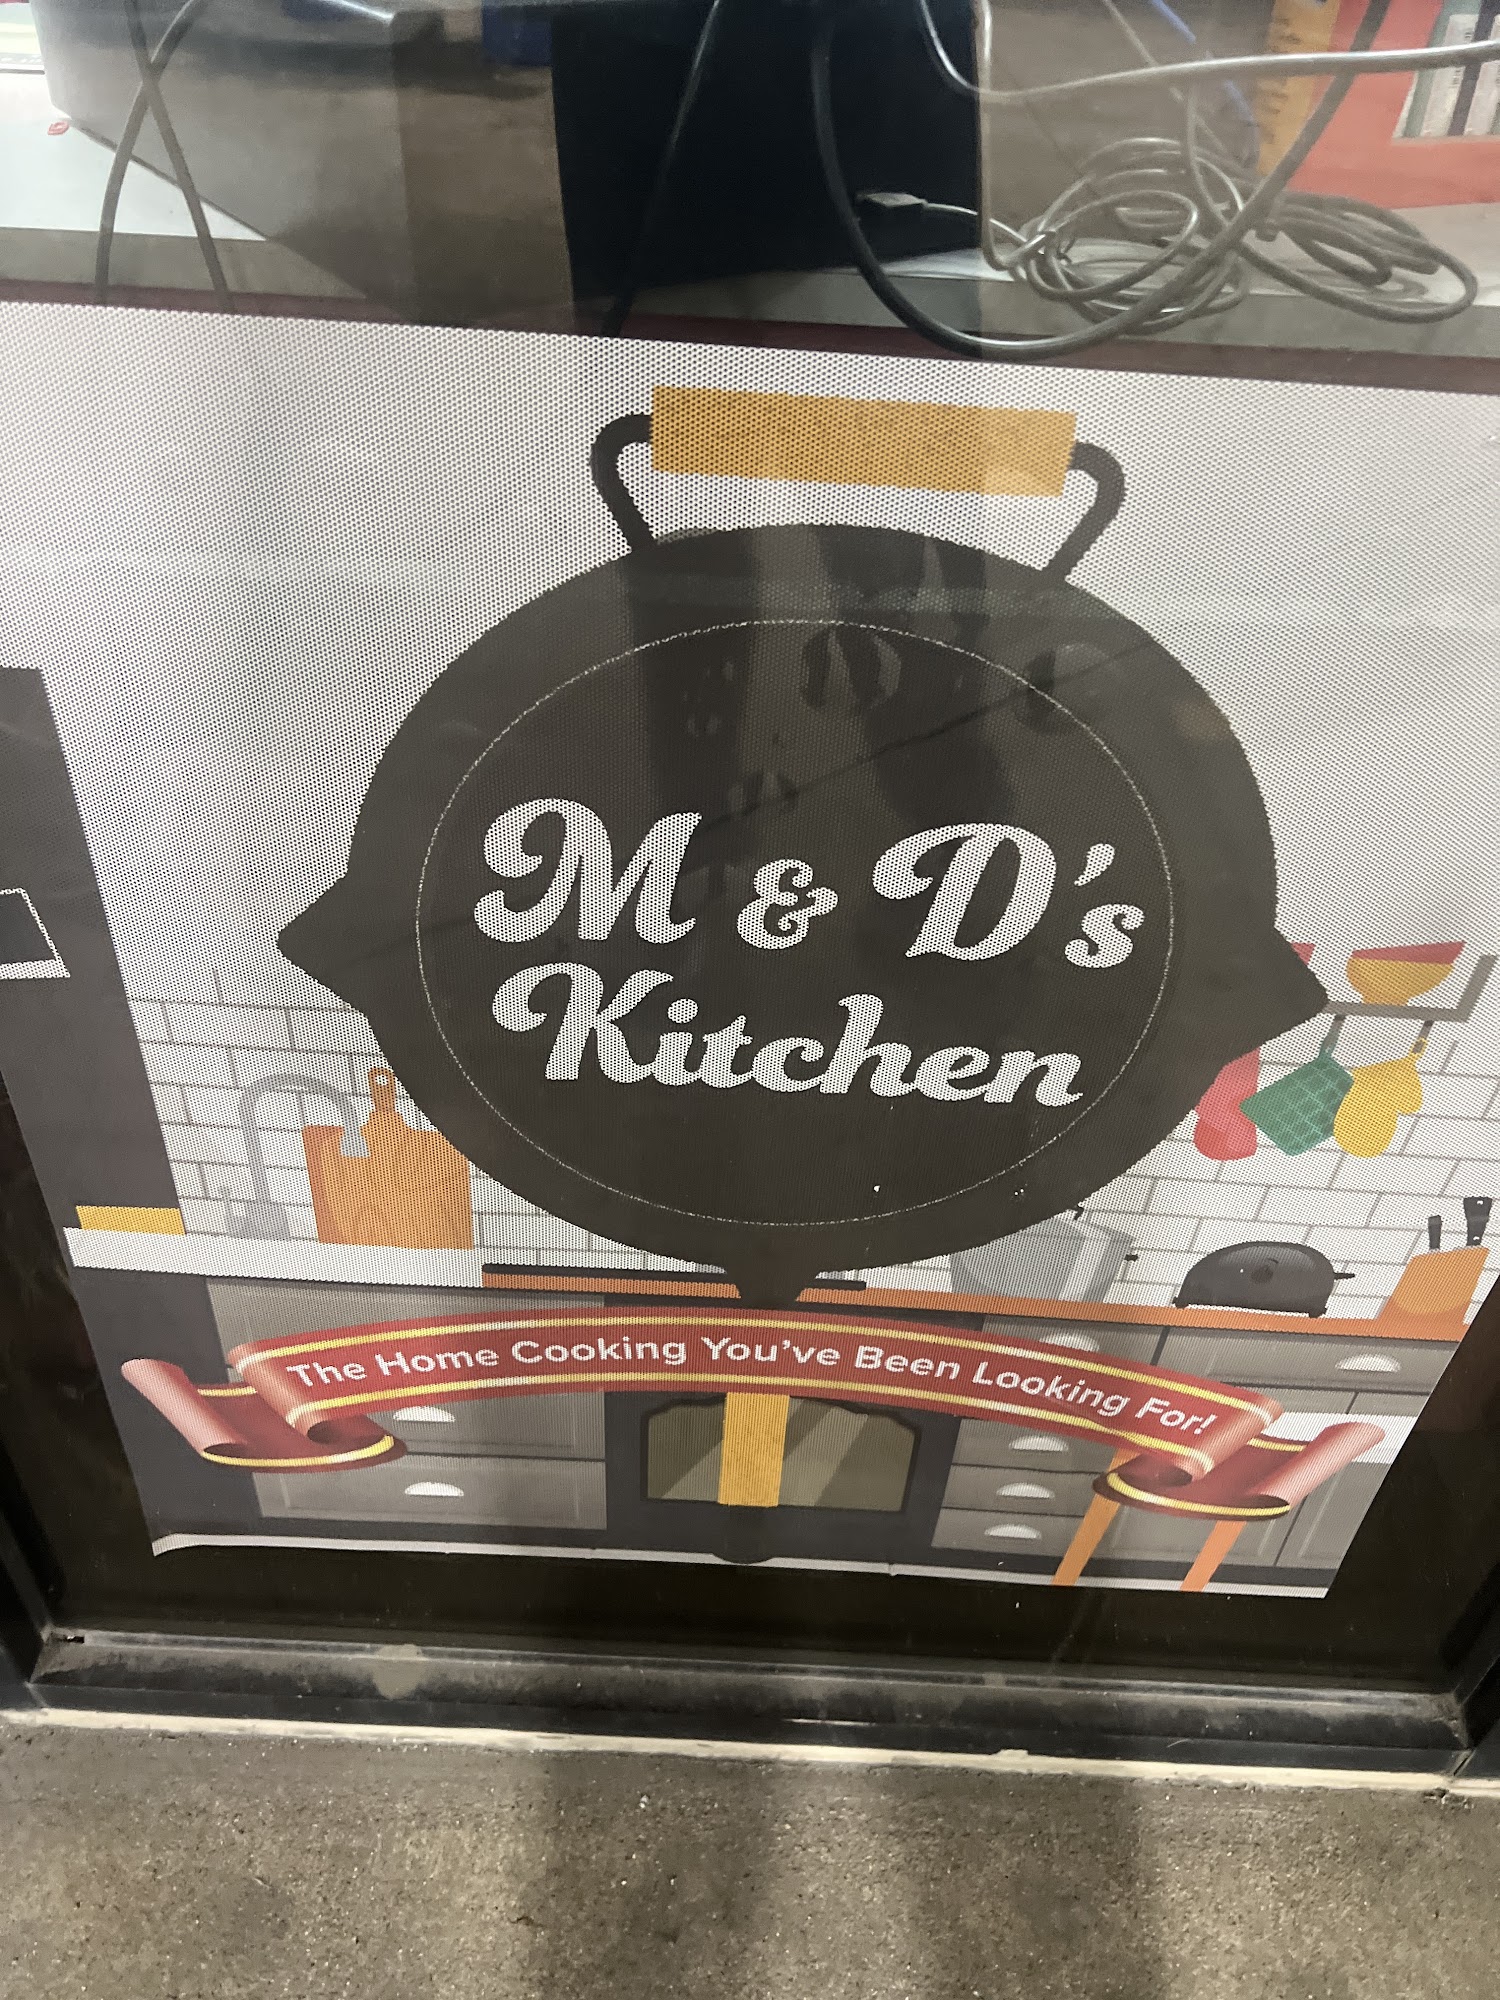 M & D's
Kitchen
The Home Cooking You've Been Looking For!